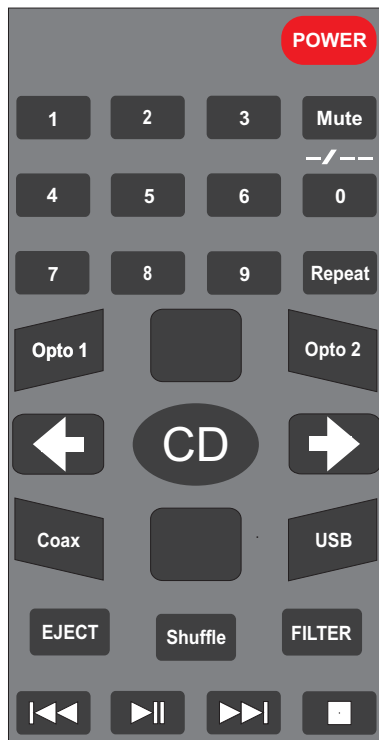 POWER
1 2 3 Mute
-/--
4 5 6 0
7 8 9 Repeat
Opto 1 Opto 2
CD
Coax USB
EJECT Shuffle FILTER